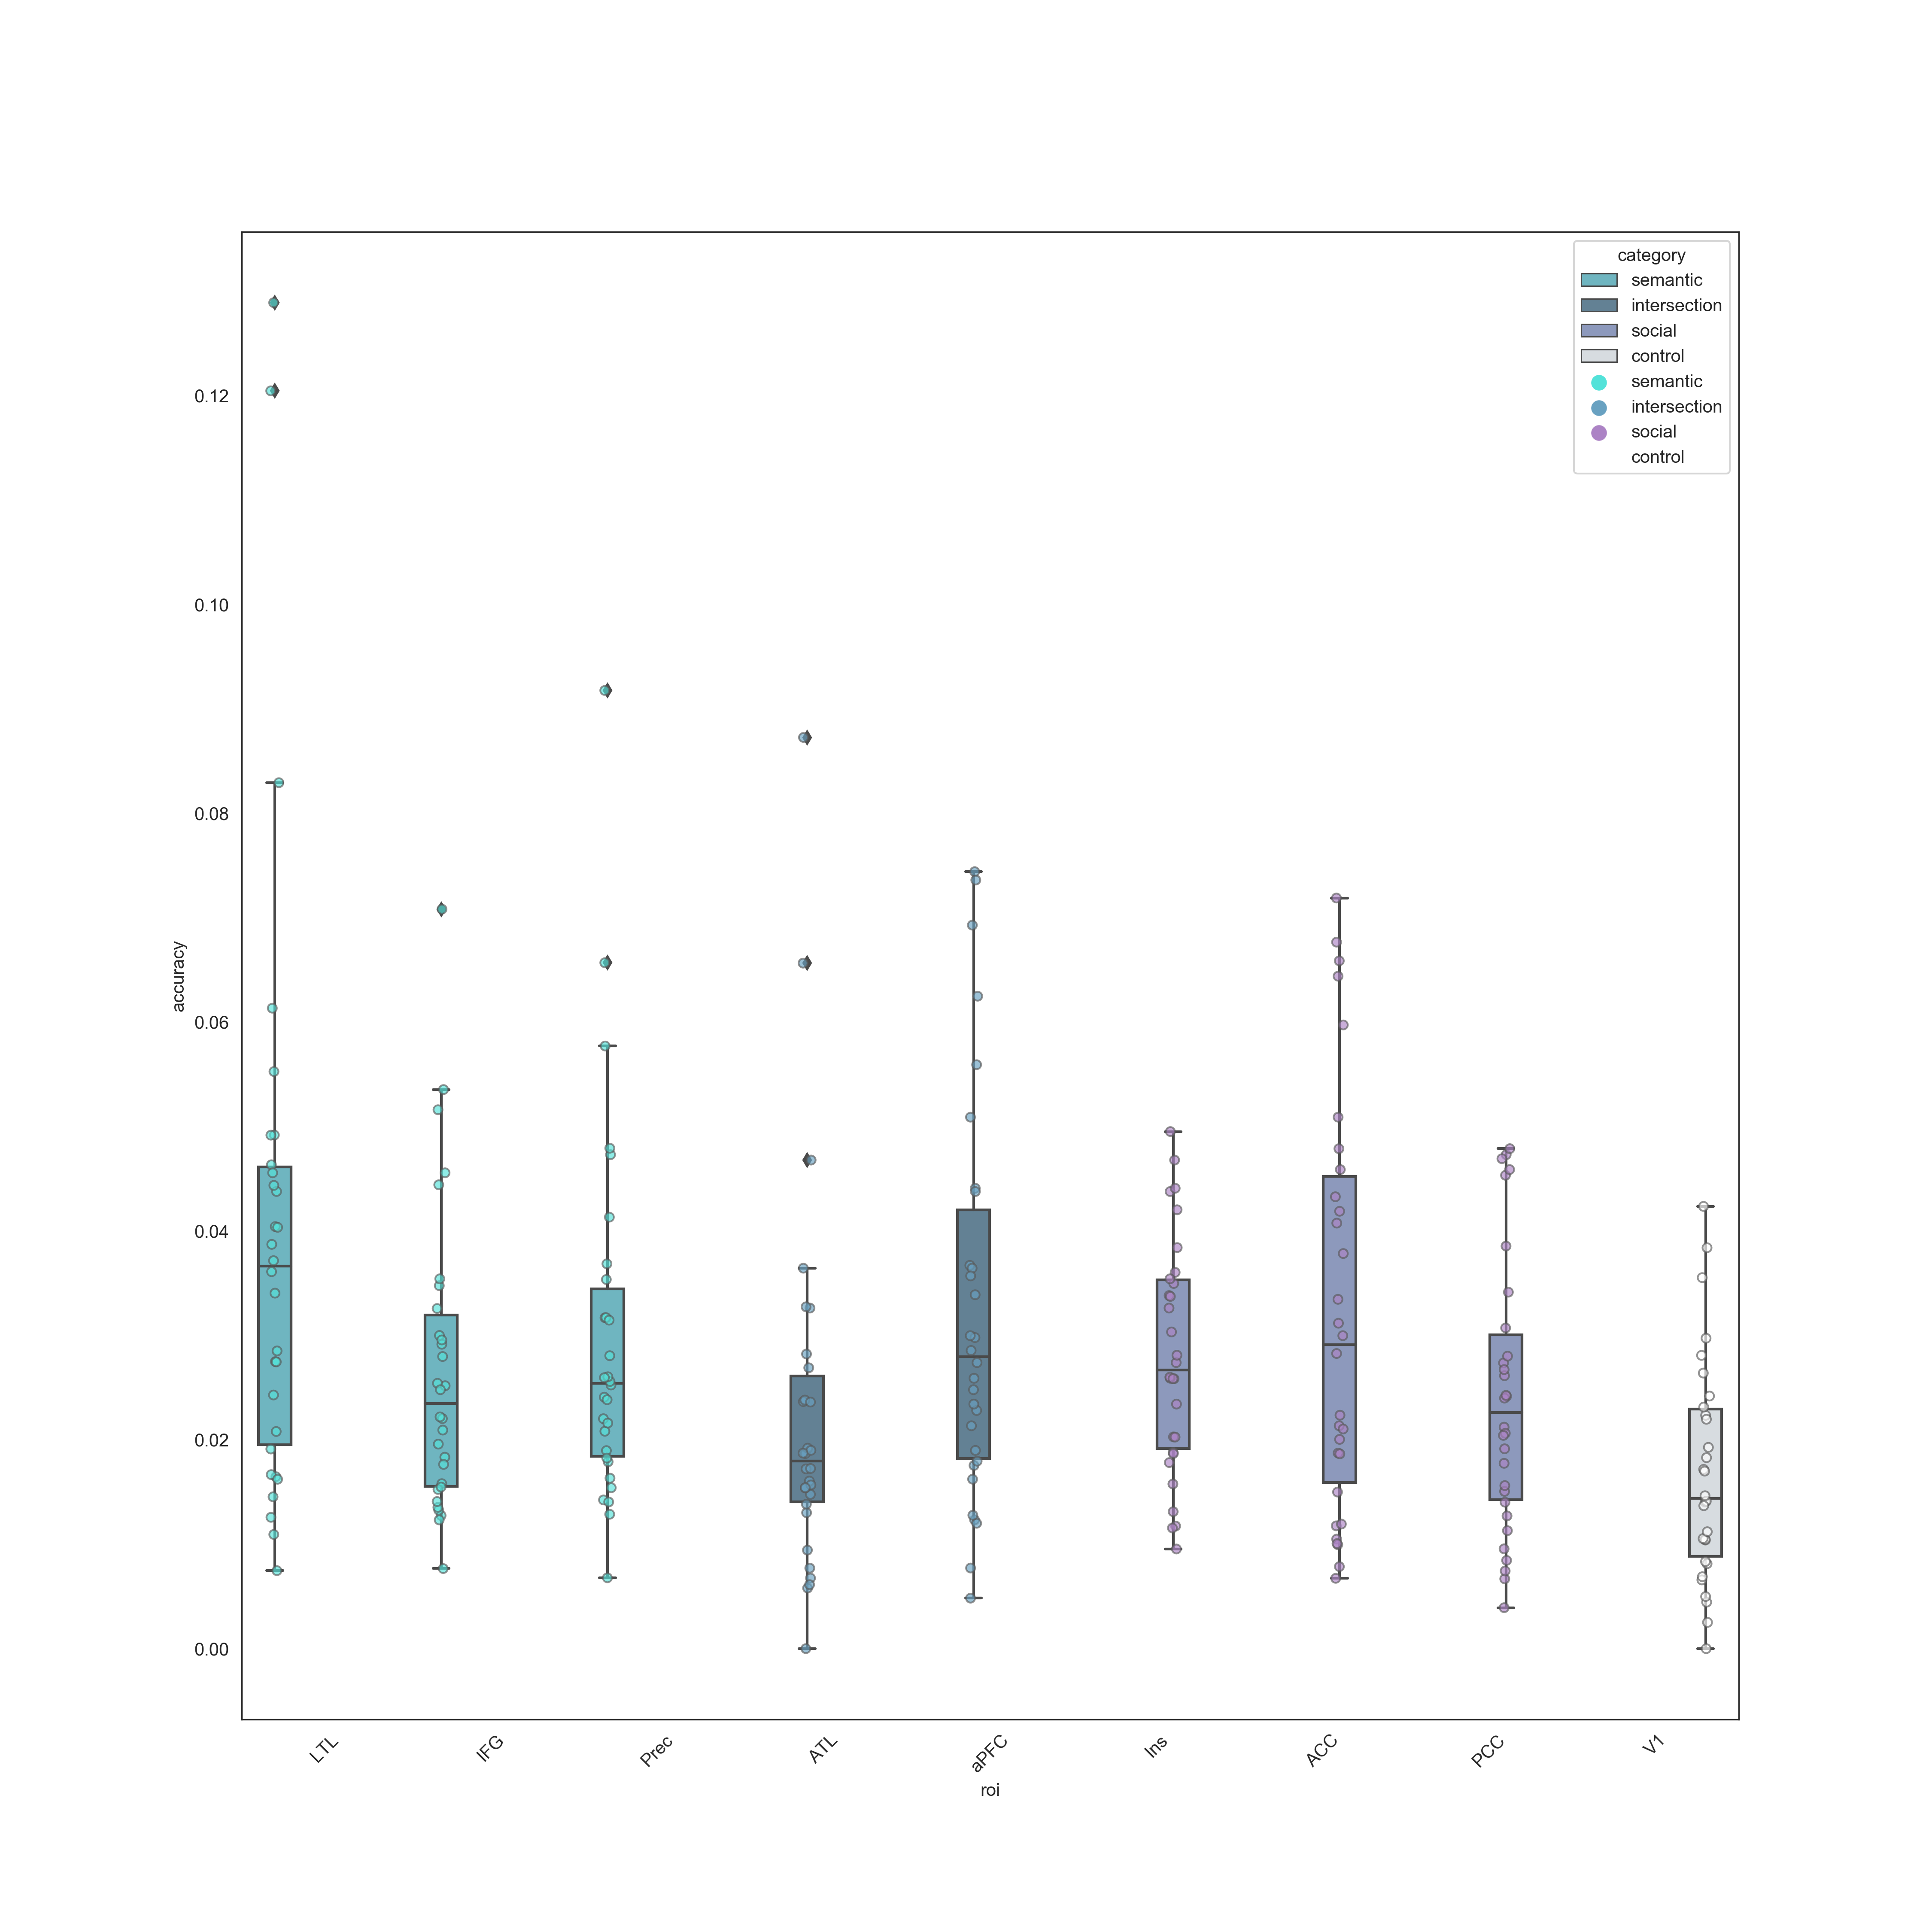 category
semantic
intersection
social
control
semantic
intersection
social
control
0.12
0.10
0.08
0.06
0.04
0.02
0.00
accuracy
LTL
IFG
Prec
ATL
aPFC
Ins
ACC
PCC
V1
roi